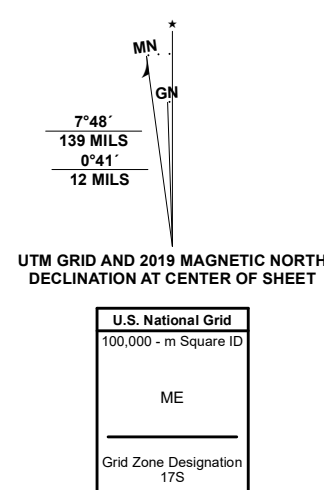 ★
MN
GN
7°48´
139 MILS
0°41´
12 MILS
UTM GRID AND 2019 MAGNETIC NORTH
DECLINATION AT CENTER OF SHEET
U.S. National Grid
100,000 - m Square ID
ME
Grid Zone Designation
17S